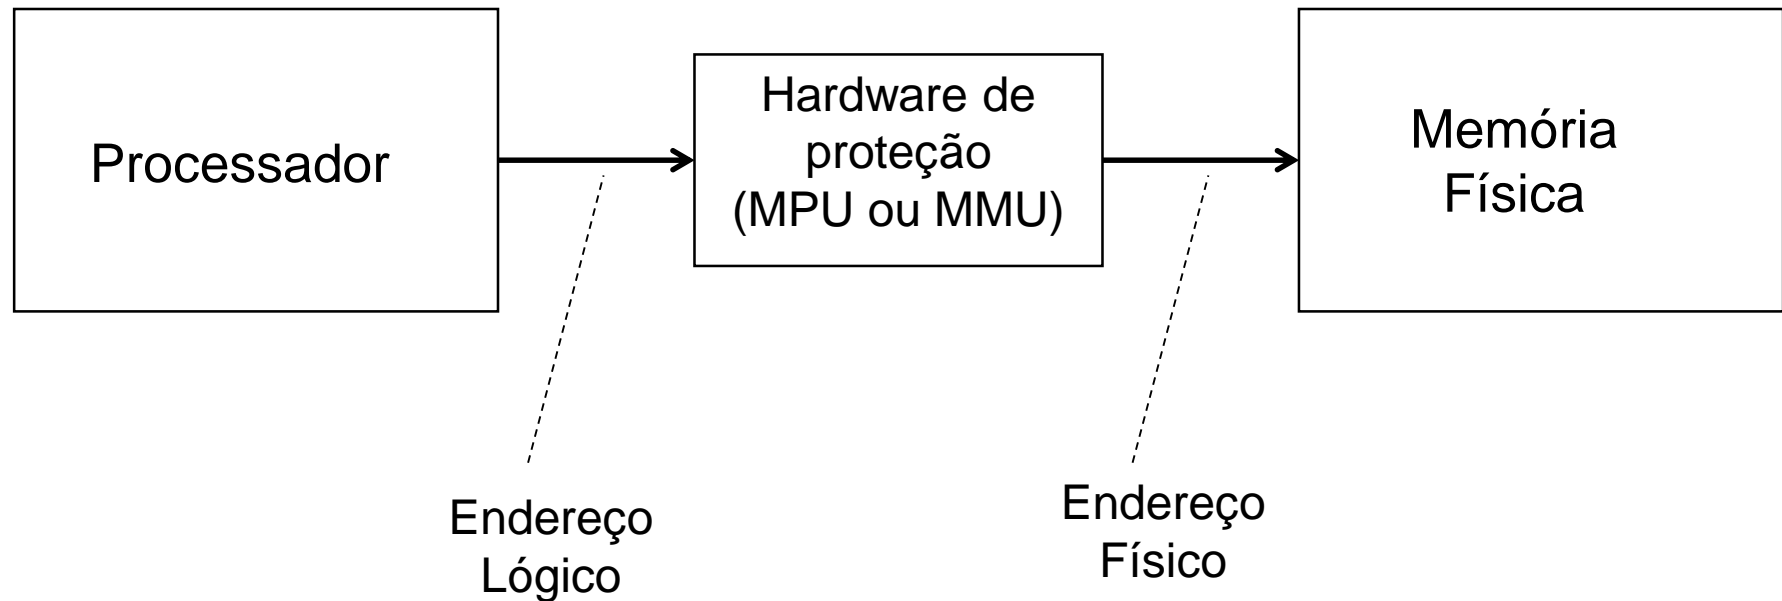 Processador
Hardware de
proteção
(MPU ou MMU)
Memória
Física
Endereço
Lógico
Endereço
Físico